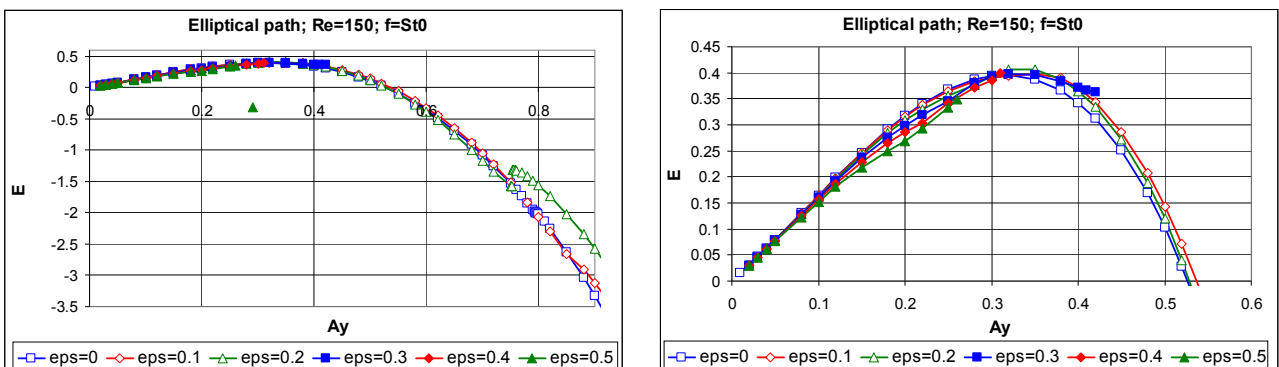 Elliptical path; Re=150; f=St0
0.5
0
-0.5
-1
-1.5
-2
-2.5
-3
-3.5
0 0.2 0.4 0.6 0.8
E
Ay
eps=0 eps=0.1 eps=0.2 eps=0.3 eps=0.4 eps=0.5
Elliptical path; Re=150; f=St0
0.45
0.4
0.35
0.3
0.25
0.2
0.15
0.1
0.05
0
0 0.1 0.2 0.3 0.4 0.5 0.6
E
Ay
eps=0 eps=0.1 eps=0.2 eps=0.3 eps=0.4 eps=0.5